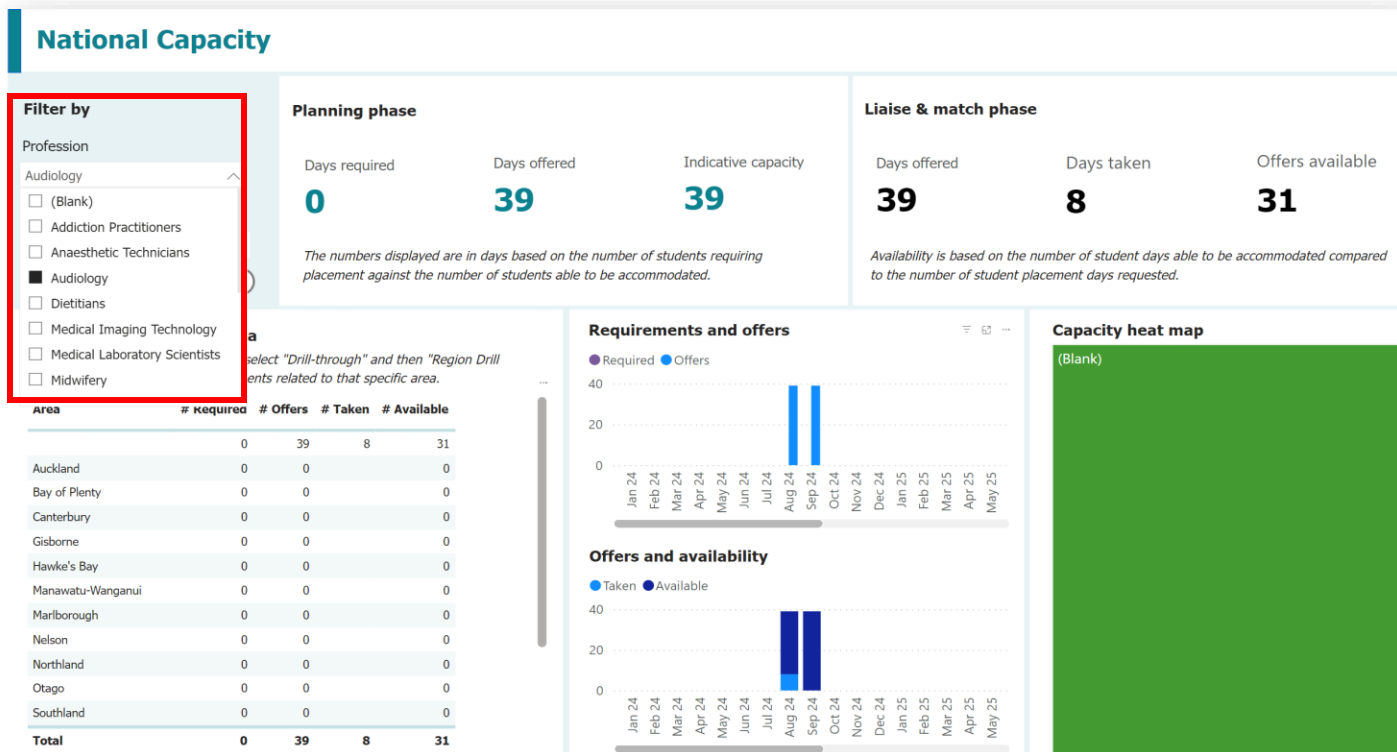 National Capacity
Filter by
Profession
Audiology
(Blank)
Addiction Practitioners
Anaesthetic Technicians
Audiology
Dietitians
Medical Imaging Technology
Medical Laboratory Scientists
Midwifery
Planning phase
Days required
Days offered
Indicative capacity
0
39
39
The numbers displayed are in days based on the number of students requiring
placement against the number of students able to be accommodated.
Liaise & match phase
Days offered
Days taken
Offers available
39
8
31
Availability is based on the number of student days able to be accommodated compared
to the number of student placement days requested.
a
select "Drill-through" and then "Region Drill
ents related to that specific area.
Area # Required # Offers # Taken # Available
0 39 8 31
Auckland 0 0 0
Bay of Plenty 0 0 0
Canterbury 0 0 0
Gisborne 0 0 0
Hawke's Bay 0 0 0
Manawatu-Wanganui 0 0 0
Marlborough 0 0 0
Nelson 0 0 0
Northland 0 0 0
Otago 0 0 0
Southland 0 0 0
Total 0 39 8 31
Requirements and offers
Required Offers
40
20
0
Jan 24 Feb 24 Mar 24 Apr 24 May 24 Jun 24 Jul 24 Aug 24 Sep 24 Oct 24 Nov 24 Dec 24 Jan 25 Feb 25 Mar 25 Apr 25 May 25
Offers and availability
Taken Available
40
20
0
Jan 24 Feb 24 Mar 24 Apr 24 May 24 Jun 24 Jul 24 Aug 24 Sep 24 Oct 24 Nov 24 Dec 24 Jan 25 Feb 25 Mar 25 Apr 25 May 25
Capacity heat map
(Blank)